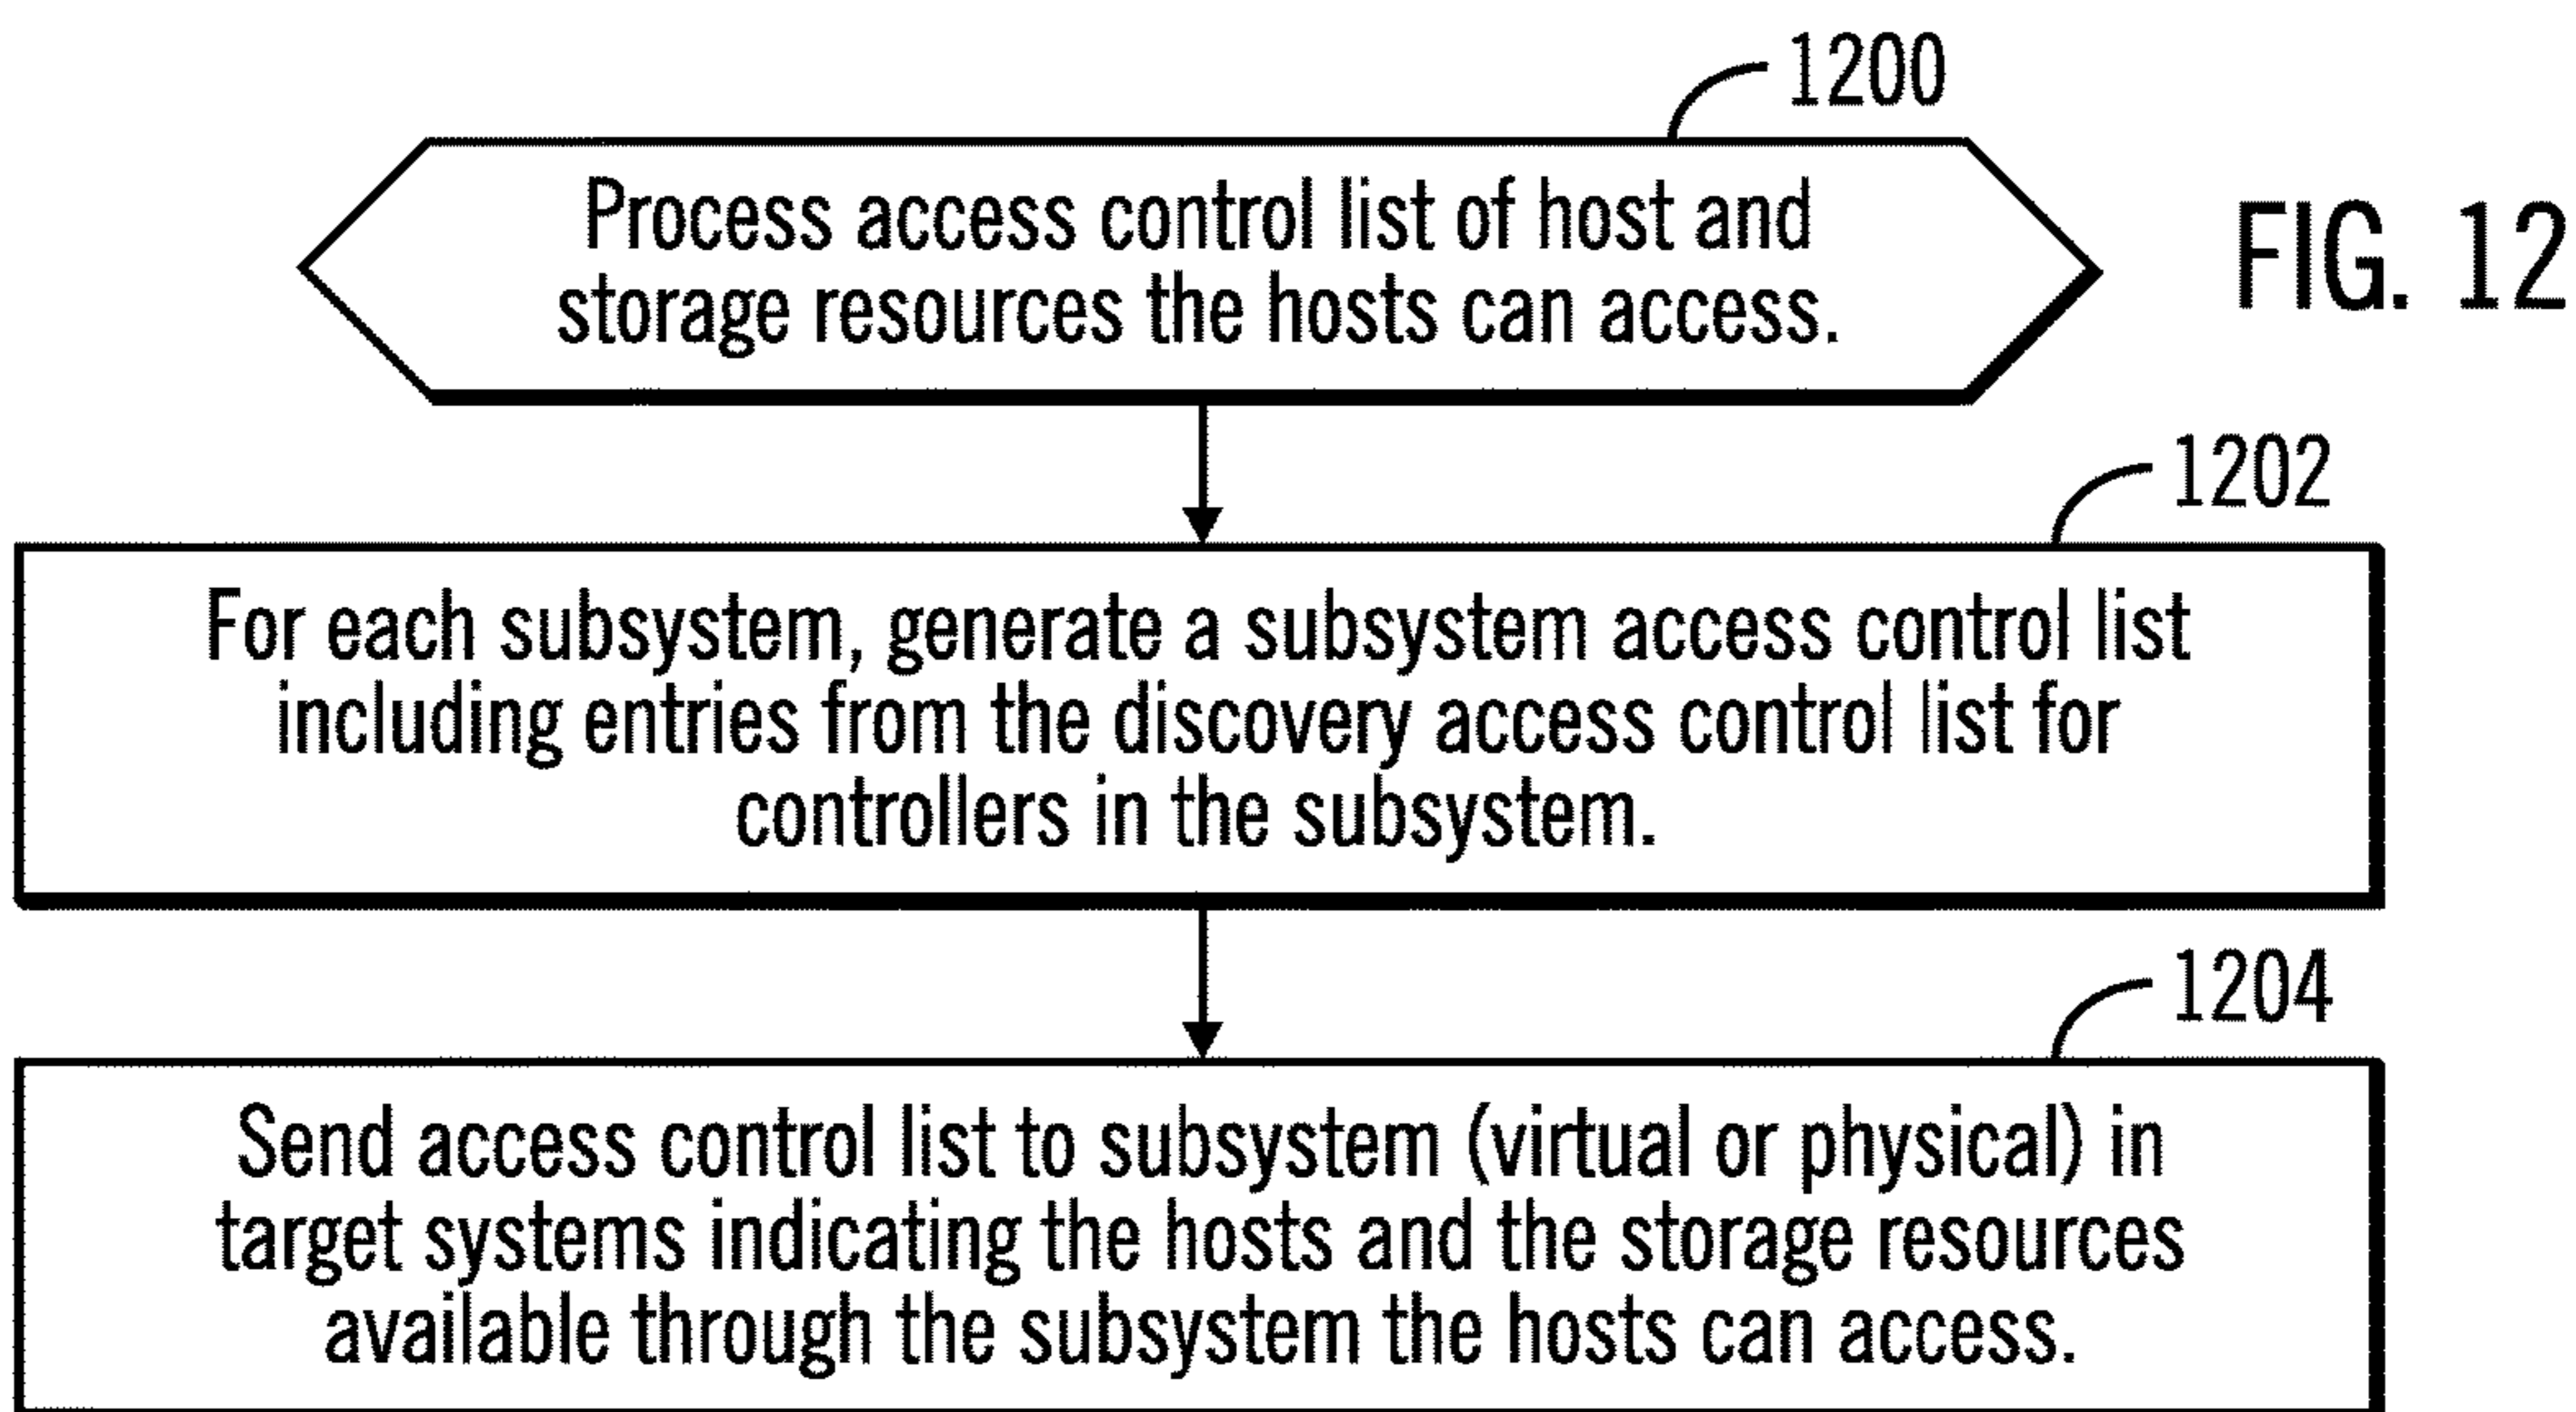 1200
Process access control list of host and
storage resources the hosts can access.
FIG. 12
1202
For each subsystem, generate a subsystem access control list
including entries from the discovery access control list for
controllers in the subsystem.
1204
Send access control list to subsystem (virtual or physical) in
target systems indicating the hosts and the storage resources
available through the subsystem the hosts can access.